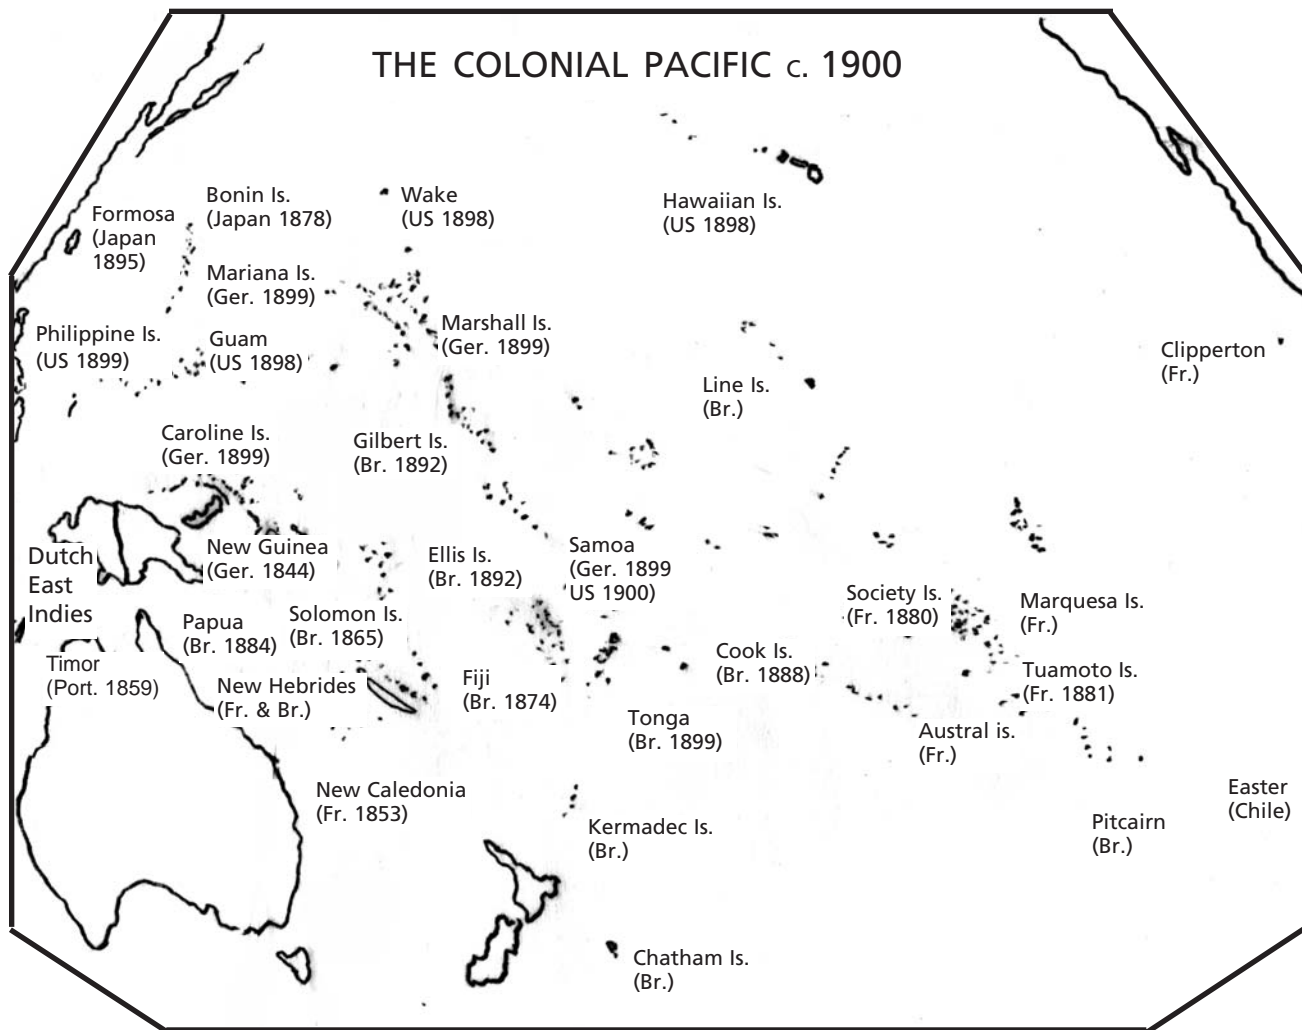 THE COLONIAL PACIFIC c. 1900
Bonin Is.
(Japan 1878)
Wake
(US 1898)
Hawaiian Is.
(US 1898)
Formosa
(Japan
1895)
Mariana Is.
(Ger. 1899)
Philippine Is.
(US 1899)
Guam
(US 1898)
Marshall Is.
(Ger. 1899)
Line Is.
(Br.)
Clipperton
(Fr.)
Caroline Is.
(Ger. 1899)
Gilbert Is.
(Br. 1892)
Dutch
East
Indies
New Guinea
(Ger. 1844)
Ellis Is.
(Br. 1892)
Samoa
(Ger. 1899
US 1900)
Society Is.
(Fr. 1880)
Marquesa Is.
(Fr.)
Papua
(Br. 1884)
Solomon Is.
(Br. 1865)
Timor
(Port. 1859)
New Hebrides
(Fr. & Br.)
Fiji
(Br. 1874)
Cook Is.
(Br. 1888)
Tuamoto Is.
(Fr. 1881)
Tonga
(Br. 1899)
Austral is.
(Fr.)
New Caledonia
(Fr. 1853)
Kermadec Is.
(Br.)
Pitcairn
(Br.)
Easter
(Chile)
Chatham Is.
(Br.)